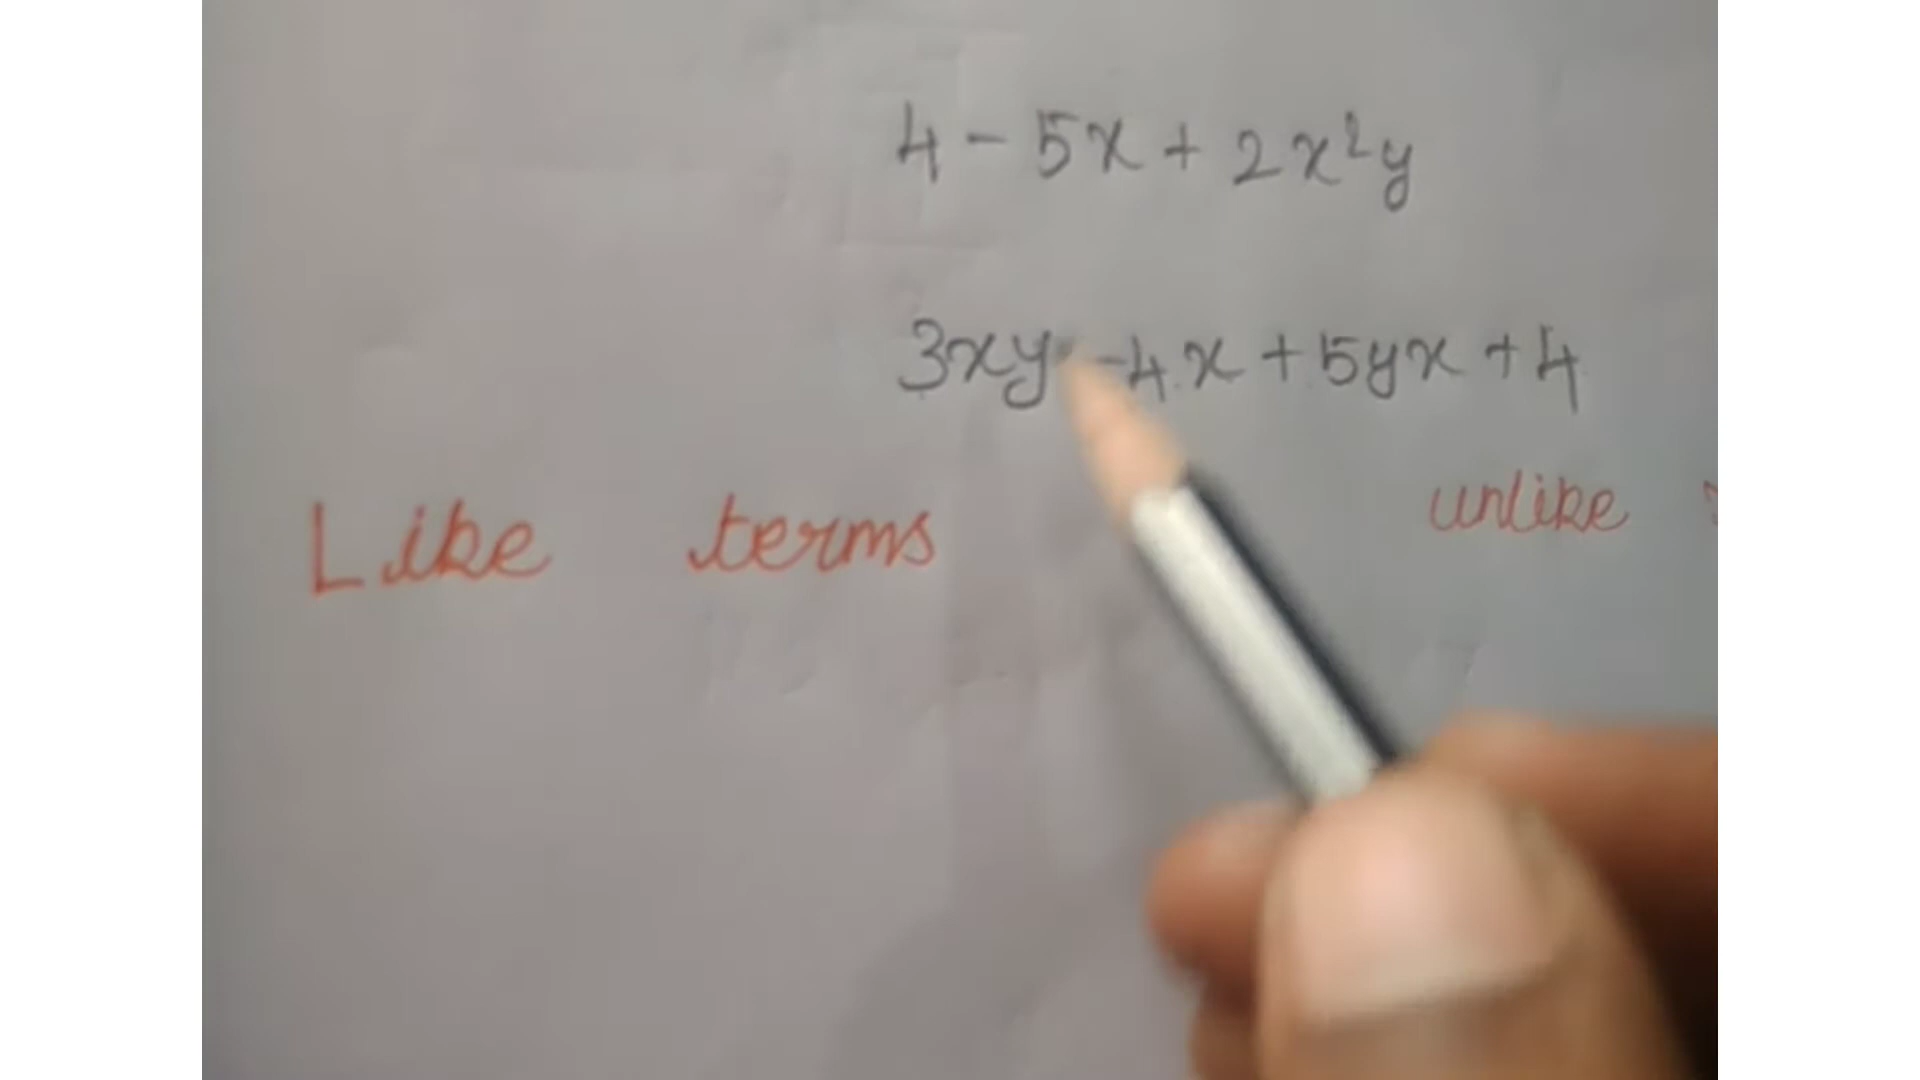 4 - 5x + 2x²y
3xy - 4x + 5yx + 4
Like terms unlike